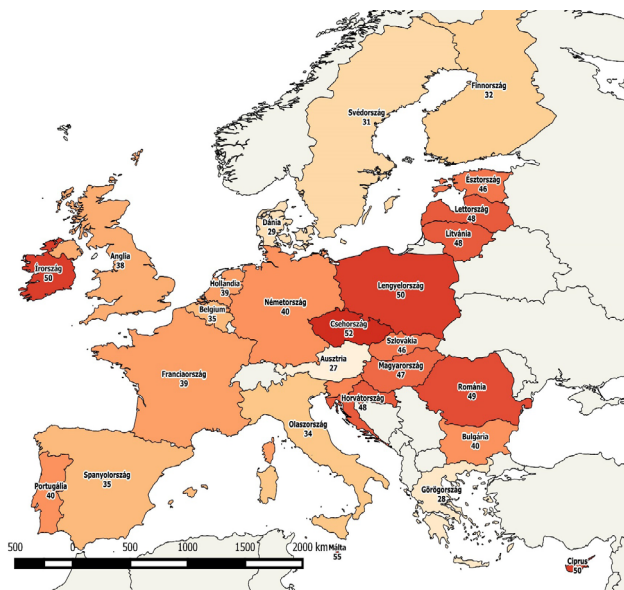 Finnország
32
Svédország
31
Észtország
46
Lettország
48
Dánia
29
Litvánia
48
Anglia
38
Írország
50
Hollandia
39
Lengyelország
50
Németország
40
Belgium
35
Csehország
52
Szlovákia
46
Ausztria
27
Magyarország
47
Franciaország
39
Románia
49
Horvátország
48
Olaszország
34
Bulgária
40
Spanyolország
35
Portugália
40
Görögország
28
500 0 500 1000 1500 2000 km
Málta
55
Ciprus
50